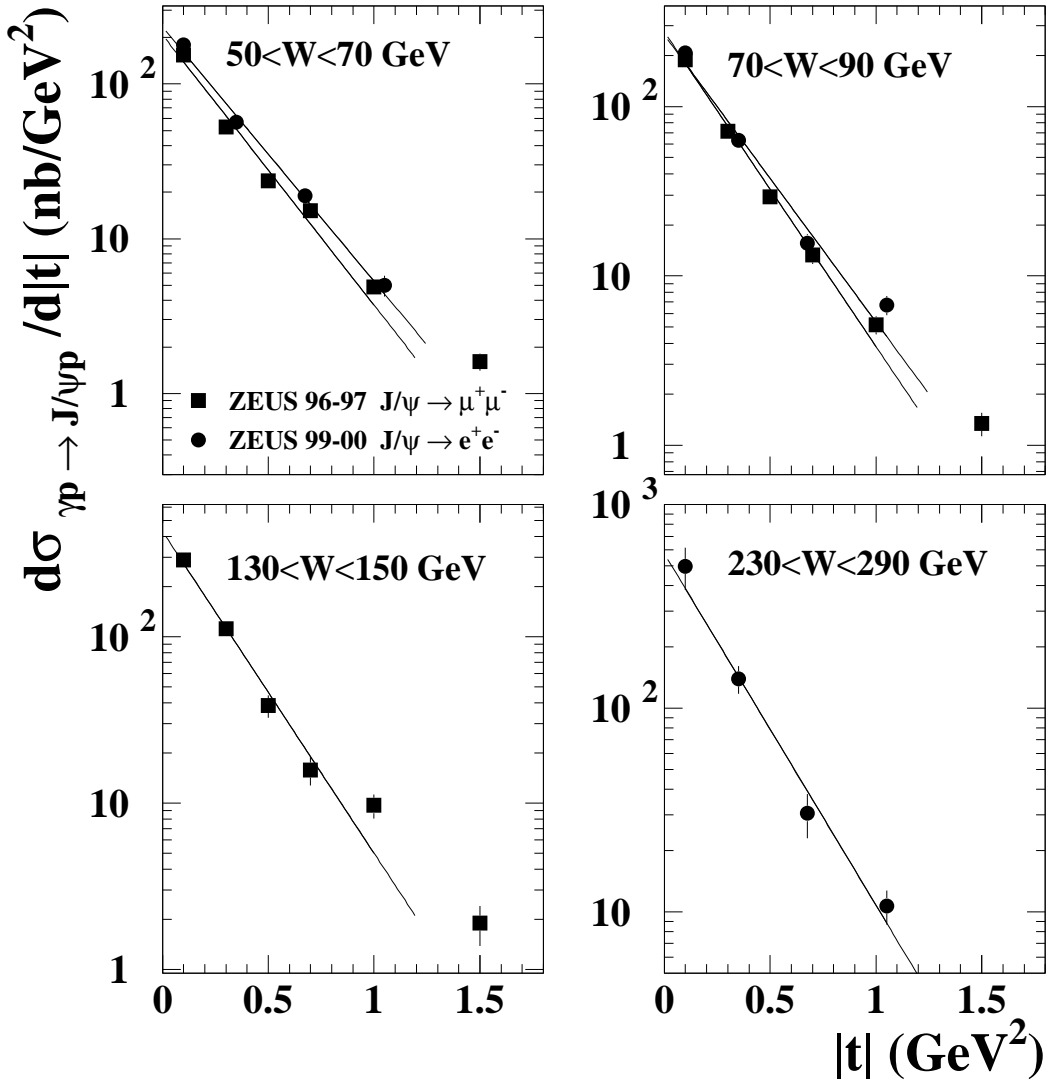 dσ γp → J/ψp /d|t| (nb/GeV²)
50<W<70 GeV
10²
10
1
■ ZEUS 96-97 J/ψ → μ⁺μ⁻
● ZEUS 99-00 J/ψ → e⁺e⁻
70<W<90 GeV
10²
10
1
130<W<150 GeV
10²
10
1
0 0.5 1 1.5
230<W<290 GeV
10³
10²
10
0 0.5 1 1.5
|t| (GeV²)